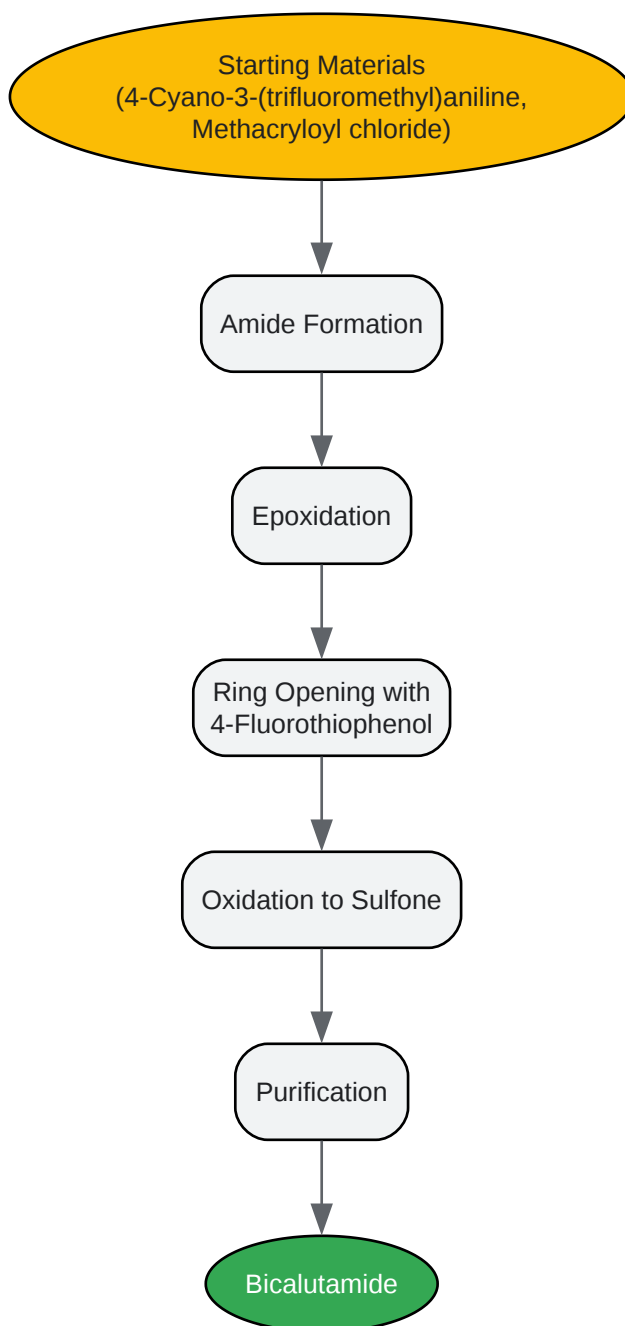 Starting Materials
(4-Cyano-3-(trifluoromethyl)aniline,
Methacryloyl chloride)
Amide Formation
Epoxidation
Ring Opening with
4-Fluorothiophenol
Oxidation to Sulfone
Purification
Bicalutamide